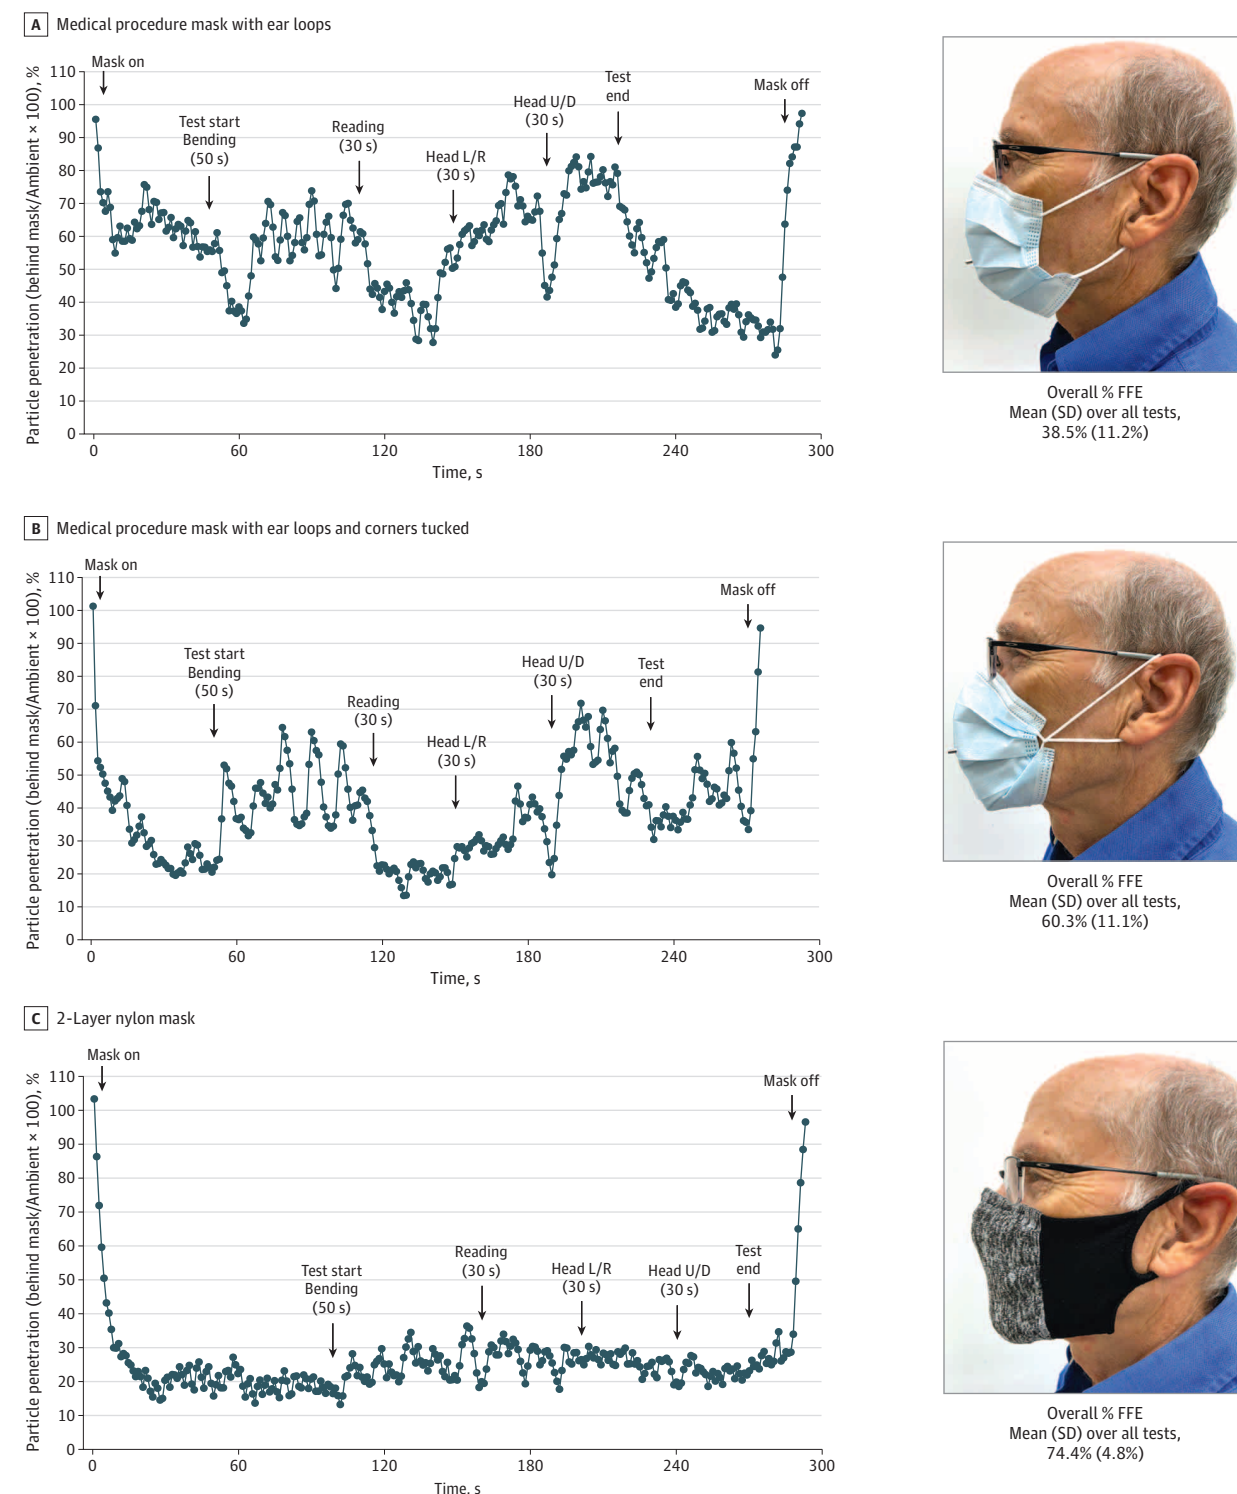 A Medical procedure mask with ear loops
Particle penetration (behind mask/Ambient × 100), %
110
100
90
80
70
60
50
40
30
20
10
0
Mask on
Test start
Bending
(50 s)
Reading
(30 s)
Head L/R
(30 s)
Head U/D
(30 s)
Test
end
Mask off
0 60 120 180 240 300
Time, s
Overall % FFE
Mean (SD) over all tests,
38.5% (11.2%)
B Medical procedure mask with ear loops and corners tucked
Particle penetration (behind mask/Ambient × 100), %
110
100
90
80
70
60
50
40
30
20
10
0
Mask on
Test start
Bending
(50 s)
Reading
(30 s)
Head L/R
(30 s)
Head U/D
(30 s)
Test
end
Mask off
0 60 120 180 240 300
Time, s
Overall % FFE
Mean (SD) over all tests,
60.3% (11.1%)
C 2-Layer nylon mask
Particle penetration (behind mask/Ambient × 100), %
110
100
90
80
70
60
50
40
30
20
10
0
Mask on
Test start
Bending
(50 s)
Reading
(30 s)
Head L/R
(30 s)
Head U/D
(30 s)
Test
end
Mask off
0 60 120 180 240 300
Time, s
Overall % FFE
Mean (SD) over all tests,
74.4% (4.8%)